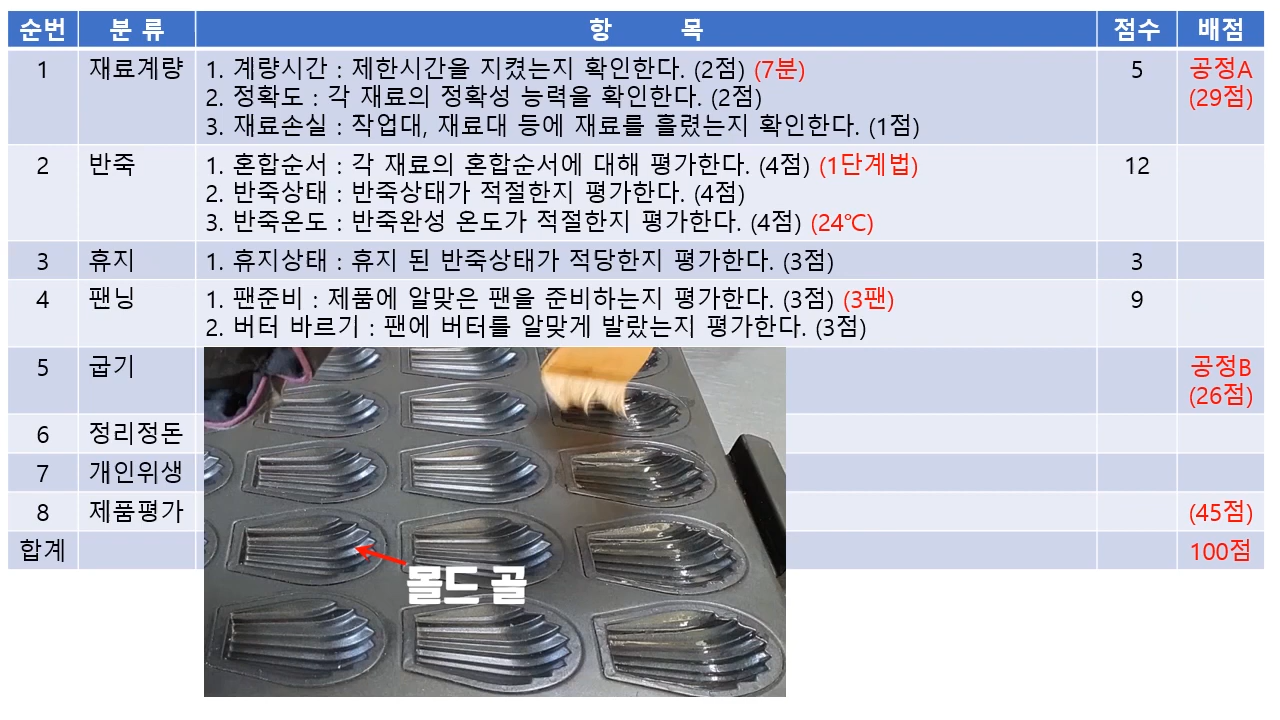 순번 분 류 항 목 점수 배점
1 재료계량 1. 계량시간 : 제한시간을 지켰는지 확인한다. (2점) (7분) 5 공정A
2. 정확도 : 각 재료의 정확성 능력을 확인한다. (2점) (29점)
3. 재료손실 : 작업대, 재료대 등에 재료를 흘렸는지 확인한다. (1점)
2 반죽 1. 혼합순서 : 각 재료의 혼합순서에 대해 평가한다. (4점) (1단계법) 12
2. 반죽상태 : 반죽상태가 적절한지 평가한다. (4점)
3. 반죽온도 : 반죽완성 온도가 적절한지 평가한다. (4점) (24℃)
3 휴지 1. 휴지상태 : 휴지 된 반죽상태가 적당한지 평가한다. (3점) 3
4 팬닝 1. 팬준비 : 제품에 알맞은 팬을 준비하는지 평가한다. (3점) (3팬) 9
2. 버터 바르기 : 팬에 버터를 알맞게 발랐는지 평가한다. (3점)
5 굽기 공정B
(26점)
6 정리정돈
7 개인위생
8 제품평가 (45점)
합계 100점
몰드 골